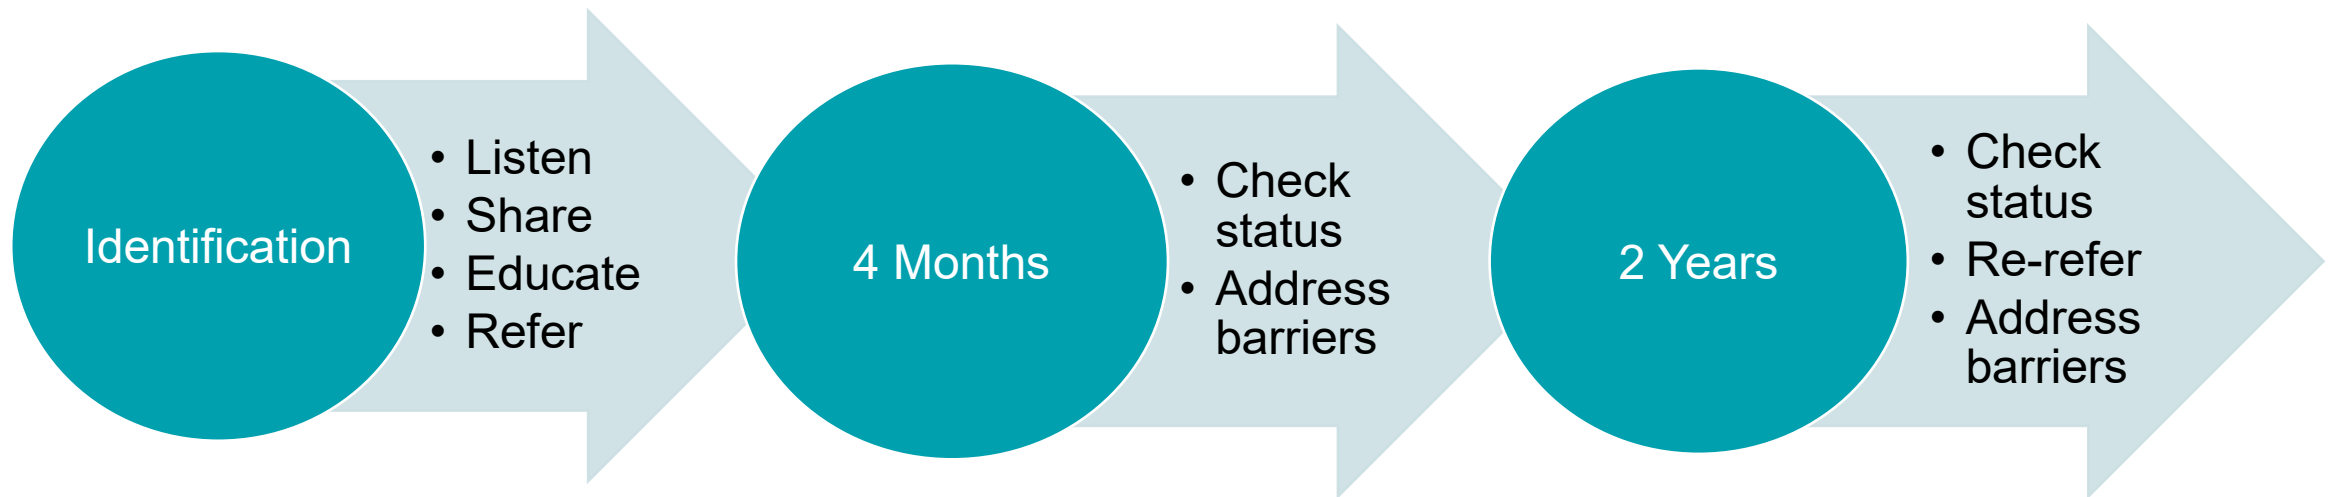 Identification
• Listen
• Share
• Educate
• Refer
4 Months
• Check
status
• Address
barriers
2 Years
• Check
status
• Re-refer
• Address
barriers